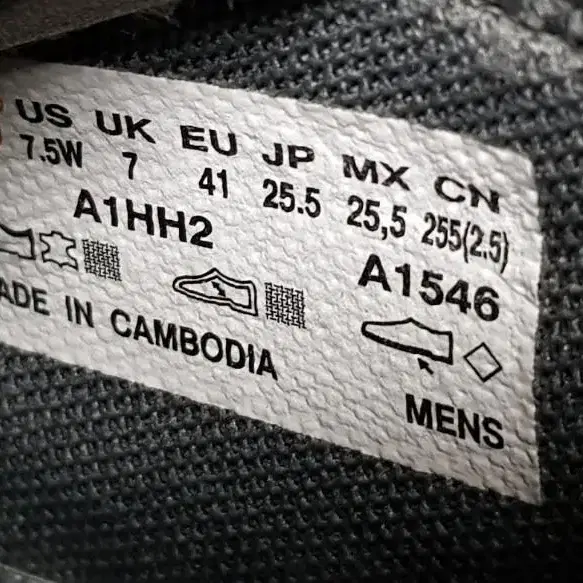 US UK EU JP MX CN
7.5W 7 41 25.5 25,5 255(2.5)
A1HH2 A1546
ADE IN CAMBODIA
MENS